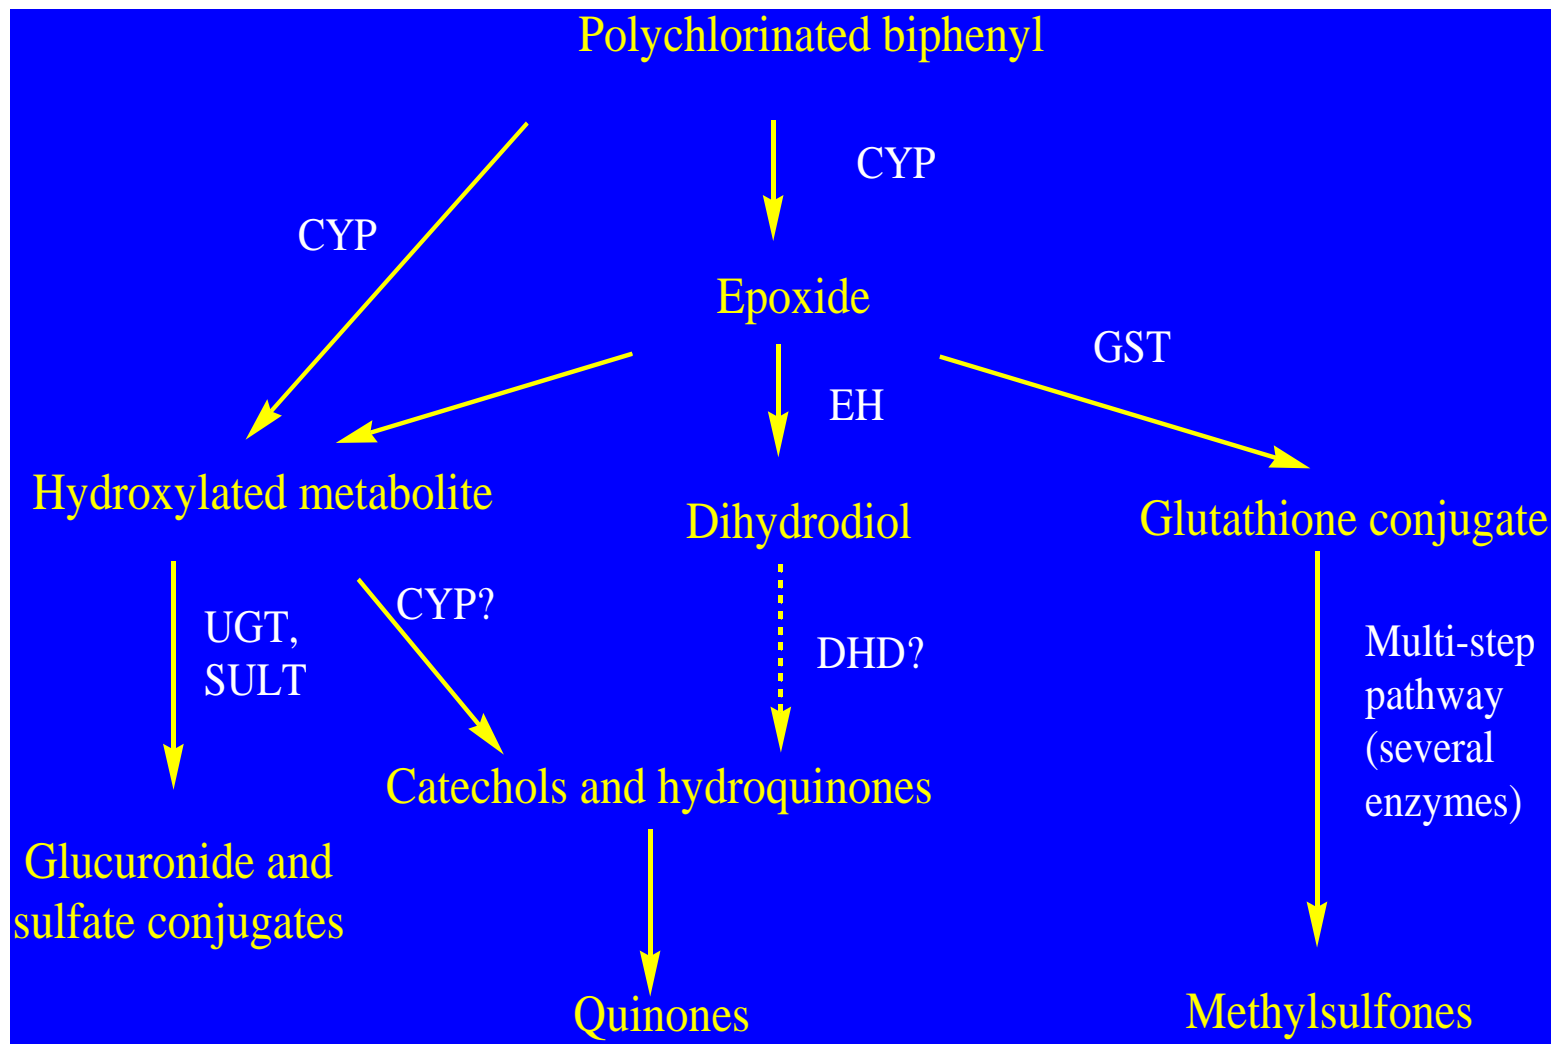 Polychlorinated biphenyl
CYP
CYP
Epoxide
GST
EH
Hydroxylated metabolite
Dihydrodiol
Glutathione conjugate
UGT,
SULT
CYP?
DHD?
Multi-step
pathway
(several
enzymes)
Catechols and hydroquinones
Glucuronide and
sulfate conjugates
Quinones
Methylsulfones